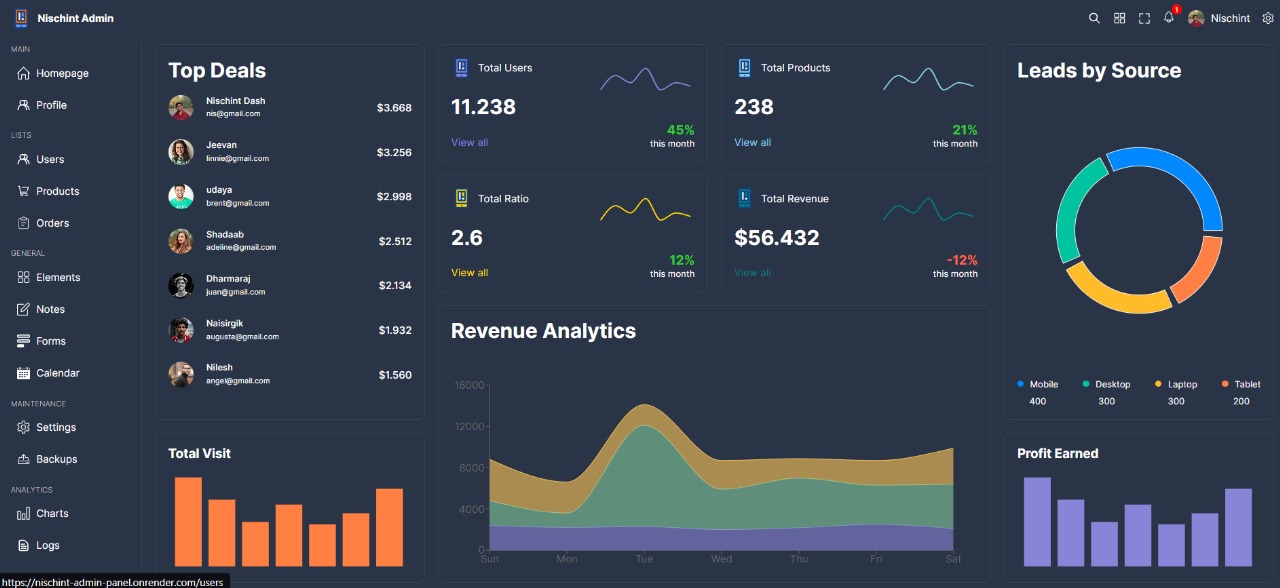 Nischint Admin
1
Nischint
MAIN
Homepage
Profile
LISTS
Users
Products
Orders
GENERAL
Elements
Notes
Forms
Calendar
MAINTENANCE
Settings
Backups
ANALYTICS
Charts
Logs
Top Deals
Nischint Dash
nis@gmail.com
$3.668
Jeevan
linnie@gmail.com
$3.256
udaya
brent@gmail.com
$2.998
Shadaab
adeline@gmail.com
$2.512
Dharmaraj
juan@gmail.com
$2.134
Naisirgik
augusta@gmail.com
$1.932
Nilesh
angel@gmail.com
$1.560
Total Visit
Total Users
11.238
View all
45%
this month
Total Products
238
View all
21%
this month
Total Ratio
2.6
View all
12%
this month
Total Revenue
$56.432
View all
-12%
this month
Revenue Analytics
16000
12000
8000
4000
0
Sun Mon Tue Wed Thu Fri Sat
Leads by Source
Mobile
400
Desktop
300
Laptop
300
Tablet
200
Profit Earned
https://nischint-admin-panel.onrender.com/users